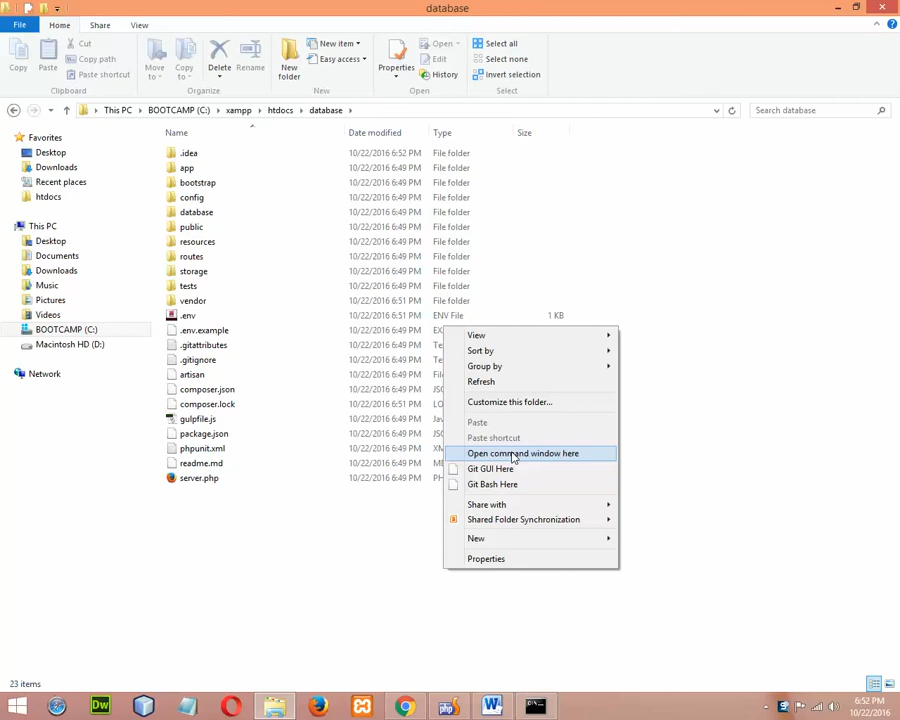 database
File Home Share View
Copy Paste Cut Copy path Paste shortcut Move to Copy to Delete Rename New folder New item Easy access Properties Open Edit History Select all Select none Invert selection
Clipboard Organize New Open Select
This PC BOOTCAMP (C:) xampp htdocs database Search database
Name Date modified Type Size
Favorites
Desktop
Downloads
Recent places
htdocs
This PC
Desktop
Documents
Downloads
Music
Pictures
Videos
BOOTCAMP (C:)
Macintosh HD (D:)
Network
.idea 10/22/2016 6:52 PM File folder
app 10/22/2016 6:49 PM File folder
bootstrap 10/22/2016 6:49 PM File folder
config 10/22/2016 6:49 PM File folder
database 10/22/2016 6:49 PM File folder
public 10/22/2016 6:49 PM File folder
resources 10/22/2016 6:49 PM File folder
routes 10/22/2016 6:49 PM File folder
storage 10/22/2016 6:49 PM File folder
tests 10/22/2016 6:49 PM File folder
vendor 10/22/2016 6:51 PM File folder
.env 10/22/2016 6:51 PM ENV File 1 KB
.env.example 10/22/2016 6:49 PM
.gitattributes 10/22/2016 6:49 PM
.gitignore 10/22/2016 6:49 PM
artisan 10/22/2016 6:49 PM
composer.json 10/22/2016 6:49 PM
composer.lock 10/22/2016 6:49 PM
gulpfile.js 10/22/2016 6:49 PM
package.json 10/22/2016 6:49 PM
phpunit.xml 10/22/2016 6:49 PM
readme.md 10/22/2016 6:49 PM
server.php 10/22/2016 6:49 PM
View
Sort by
Group by
Refresh
Customize this folder...
Paste
Paste shortcut
Open command window here
Git GUI Here
Git Bash Here
Share with
Shared Folder Synchronization
New
Properties
23 items
Dw
php
6:52 PM
10/22/2016